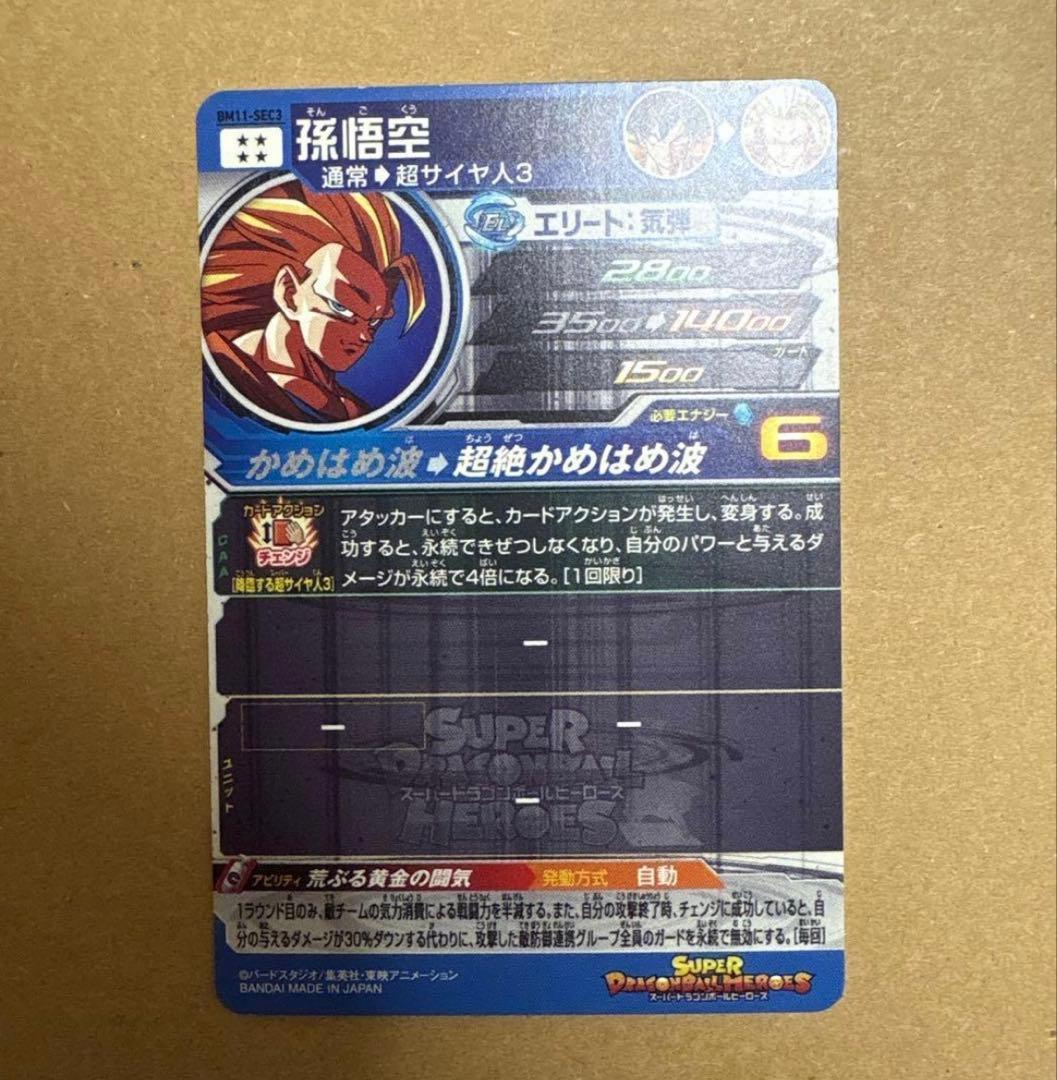 BM11-SEC3
孫悟空
そん ご くう
通常➡超サイヤ人3
エリート:気弾
2800
3500➡14000
ガード
1500
必要エナジー
6
かめはめ波➡超絶かめはめ波
カードアクション
チェンジ
[降臨する超サイヤ人3]
CAA
アタッカーにすると、カードアクションが発生し、変身する。成
功すると、永続できぜつしなくなり、自分のパワーと与えるダ
メージが永続で4倍になる。[1回限り]
ー
ユニット
ー ー
ー
SUPER
DRAGONBALL
スーパードラゴンボールヒーローズ
HEROES
アビリティ 荒ぶる黄金の闘気 発動方式 自動
1ラウンド目のみ、敵チームの気力消費による戦闘力を半減する。また、自分の攻撃終了時、チェンジに成功していると、自
分の与えるダメージが30%ダウンする代わりに、攻撃した敵防御連携グループ全員のガードを永続で無効にする。[毎回]
©バードスタジオ/集英社・東映アニメーション
BANDAI MADE IN JAPAN
SUPER
DRAGONBALL HEROES
スーパードラゴンボールヒーローズ